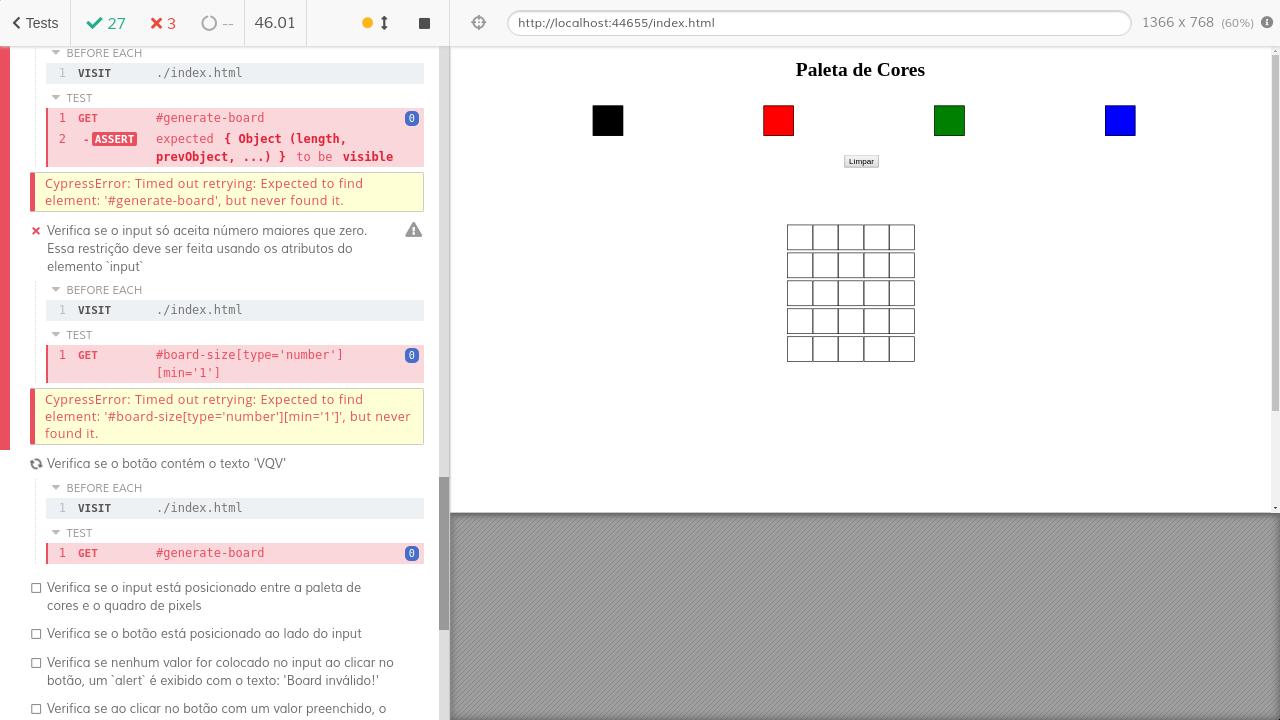 Tests 27 3 -- 46.01
http://localhost:44655/index.html
1366 x 768 (60%)
BEFORE EACH
1 VISIT ./index.html
TEST
1 GET #generate-board 0
2 -ASSERT expected { Object (length,
prevObject, ...) } to be visible
CypressError: Timed out retrying: Expected to find
element: '#generate-board', but never found it.
Verifica se o input só aceita número maiores que zero.
Essa restrição deve ser feita usando os atributos do
elemento `input`
BEFORE EACH
1 VISIT ./index.html
TEST
1 GET #board-size[type='number'] 0
[min='1']
CypressError: Timed out retrying: Expected to find
element: '#board-size[type='number'][min='1']', but never
found it.
Verifica se o botão contém o texto 'VQV'
BEFORE EACH
1 VISIT ./index.html
TEST
1 GET #generate-board 0
Verifica se o input está posicionado entre a paleta de
cores e o quadro de pixels
Verifica se o botão está posicionado ao lado do input
Verifica se nenhum valor for colocado no input ao clicar no
botão, um `alert` é exibido com o texto: 'Board inválido!'
Verifica se ao clicar no botão com um valor preenchido, o
Paleta de Cores
Limpar